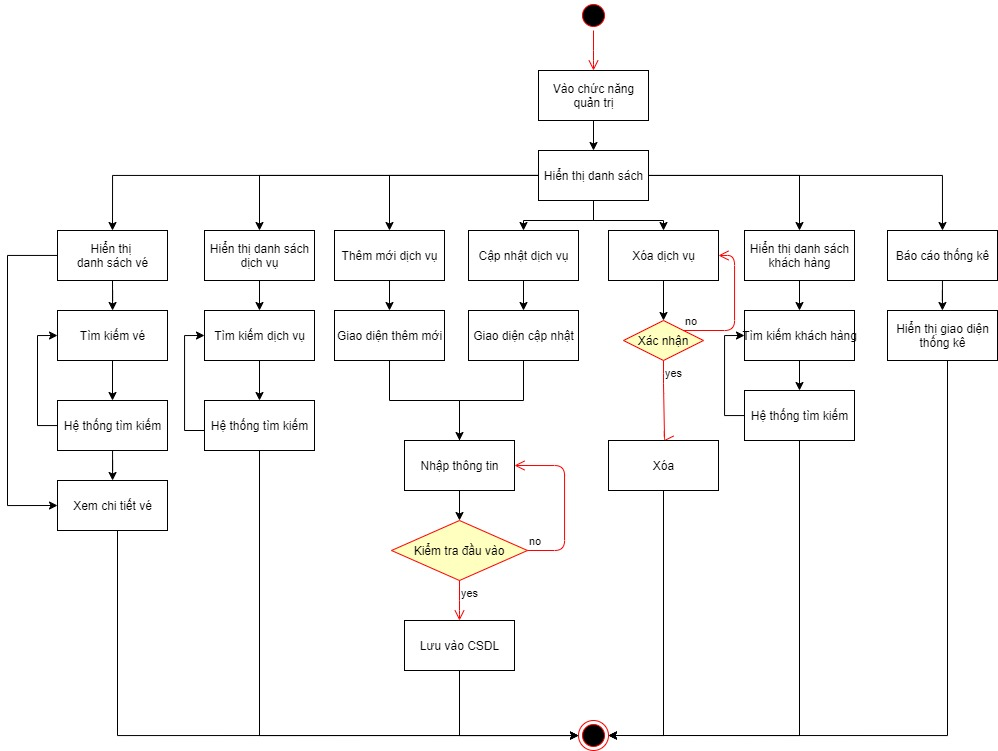 Vào chức năng
quản trị
Hiển thị danh sách
Hiển thị
danh sách vé
Hiển thị danh sách
dịch vụ
Thêm mới dịch vụ
Cập nhật dịch vụ
Xóa dịch vụ
Hiển thị danh sách
khách hàng
Báo cáo thống kê
Tìm kiếm vé
Tìm kiếm dịch vụ
Giao diện thêm mới
Giao diện cập nhật
no
Xác nhận
Tìm kiếm khách hàng
Hiển thị giao diện
thống kê
yes
Hệ thống tìm kiếm
Hệ thống tìm kiếm
Hệ thống tìm kiếm
Nhập thông tin
Xóa
Xem chi tiết vé
Kiểm tra đầu vào
no
yes
Lưu vào CSDL